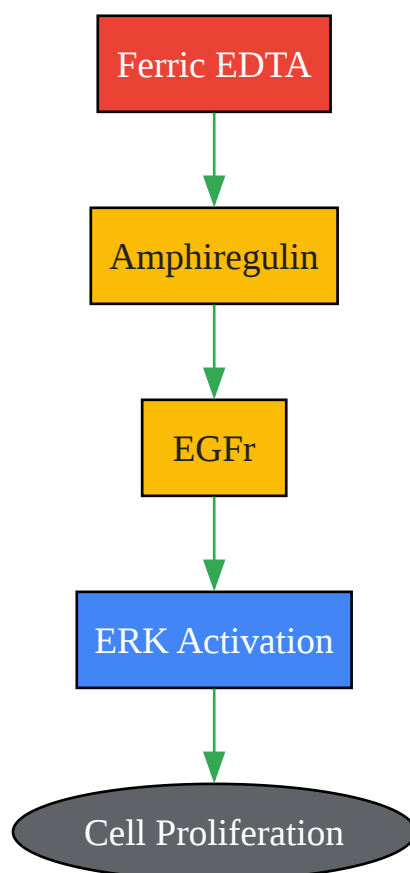 Ferric EDTA
Amphiregulin
EGFr
ERK Activation
Cell Proliferation